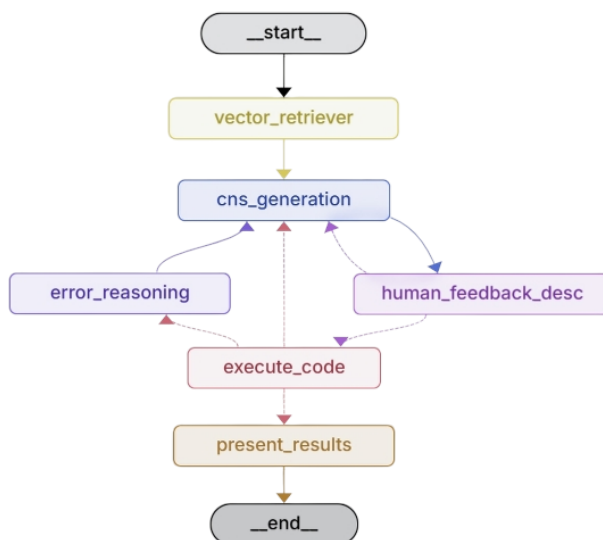 __start__
vector_retriever
cns_generation
error_reasoning
human_feedback_desc
execute_code
present_results
__end__